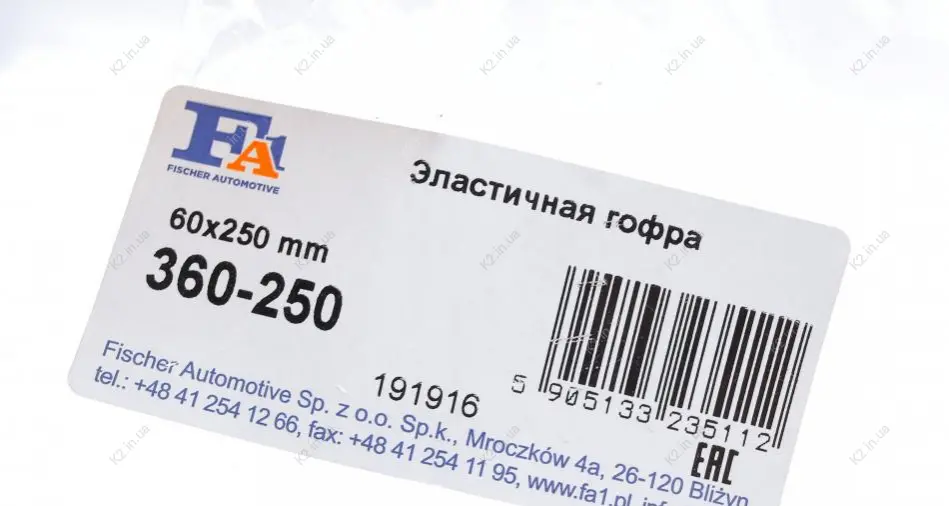 FA1
FISCHER AUTOMOTIVE
Эластичная гофра
60x250 mm
360-250
5 905133 235112
191916
EAC
Fischer Automotive Sp. z o.o. Sp.k., Mroczków 4a, 26-120 Bliżyn
tel.: +48 41 254 12 66, fax: +48 41 254 11 95, www.fa1.pl,
K2.in.ua